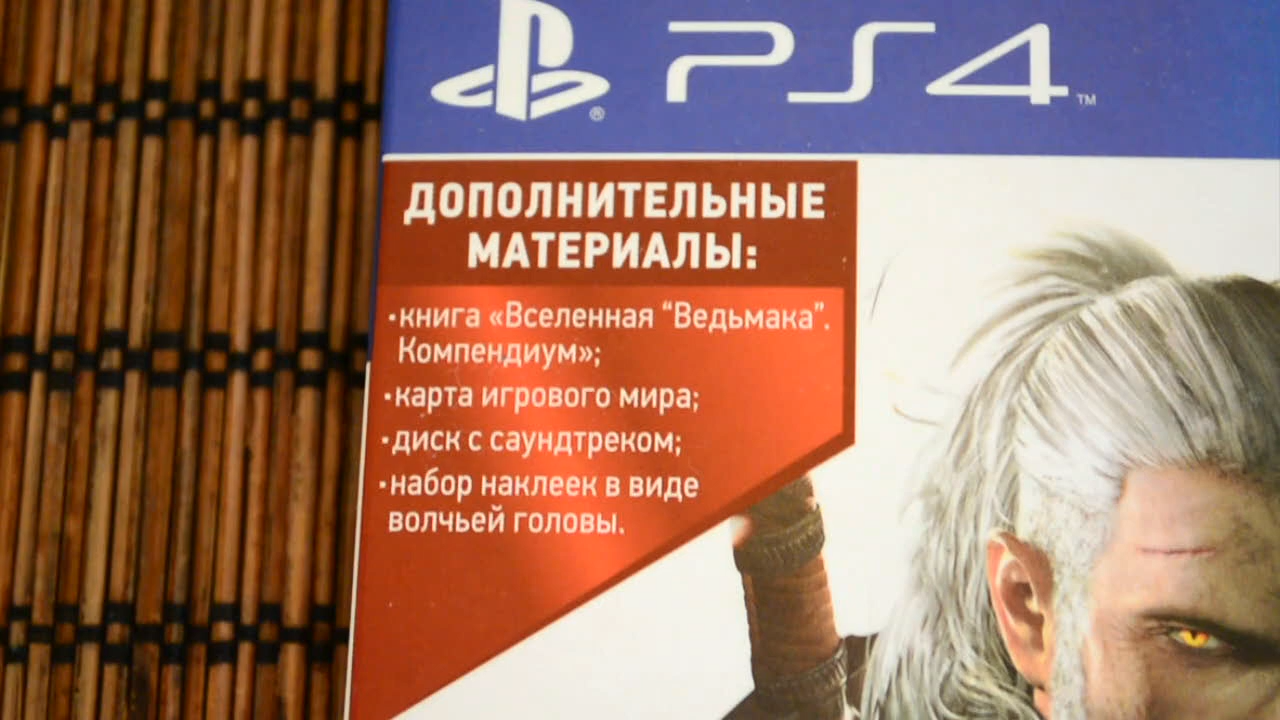 PS4™
ДОПОЛНИТЕЛЬНЫЕ
МАТЕРИАЛЫ:
·книга «Вселенная “Ведьмака”.
Компендиум»;
·карта игрового мира;
·диск с саундтреком;
·набор наклеек в виде
волчьей головы.